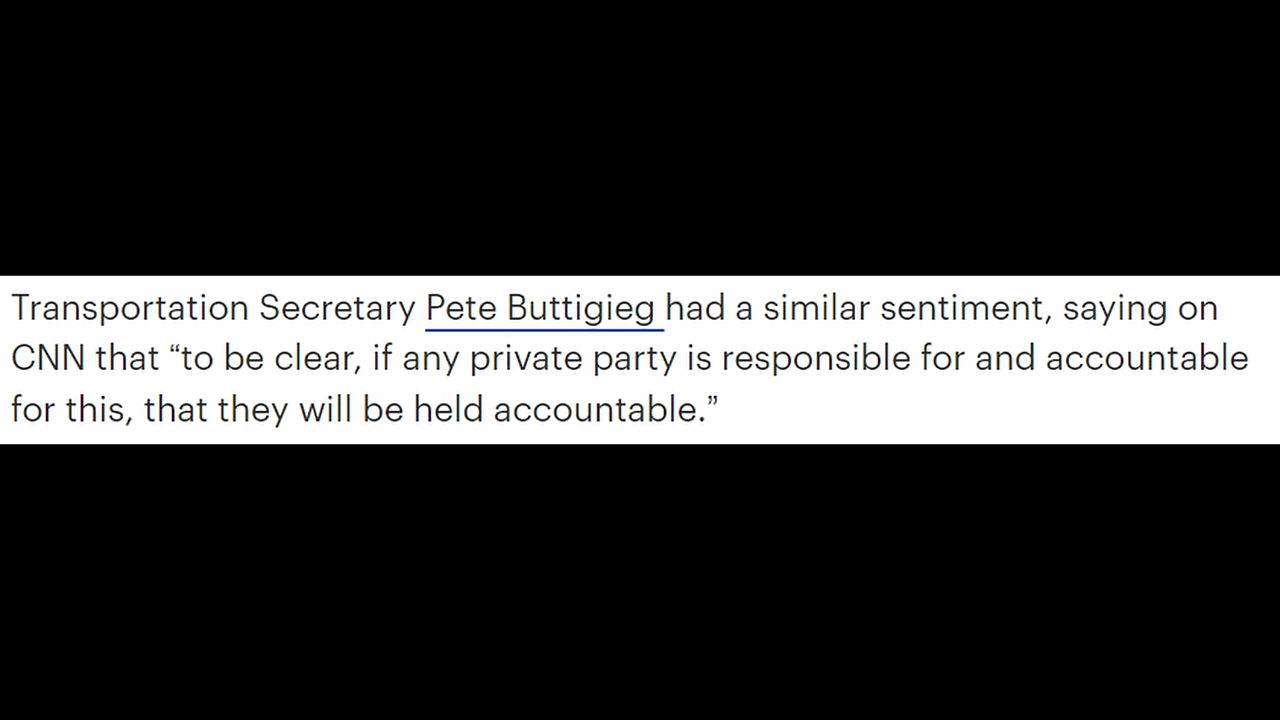 Transportation Secretary Pete Buttigieg had a similar sentiment, saying on
CNN that “to be clear, if any private party is responsible for and accountable
for this, that they will be held accountable.”